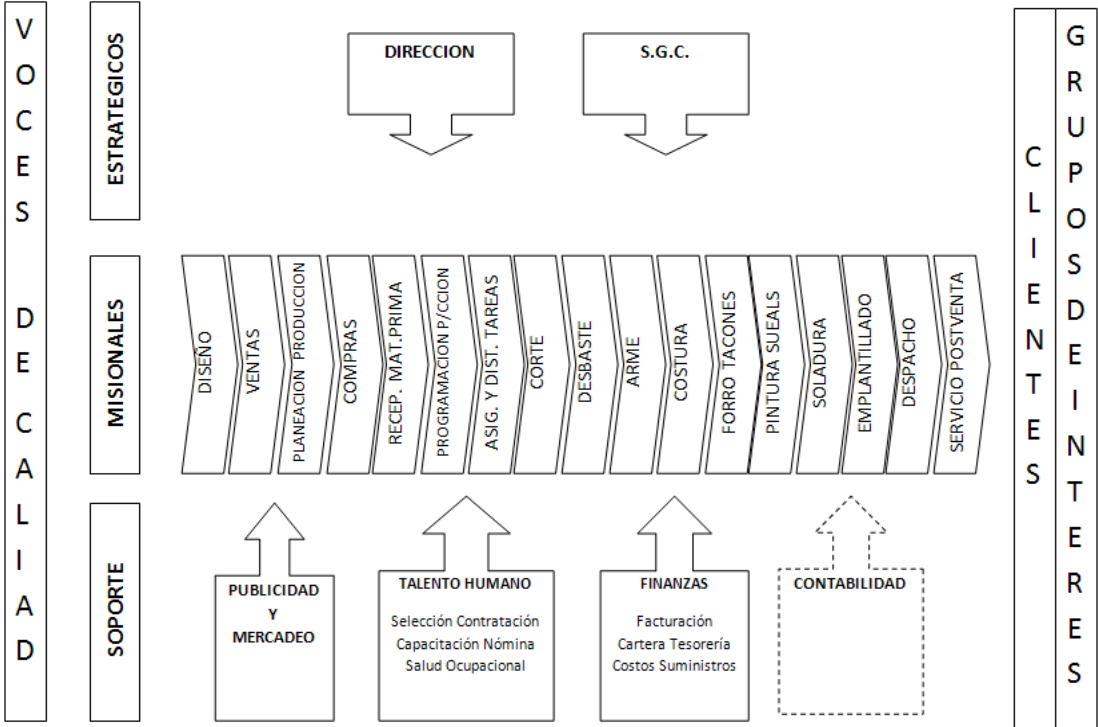 VOCES DE CALIAD
ESTRATEGICOS
DIRECCION
S.G.C.
MISIONALES
DISEÑO
VENTAS
PLANEACION PRODUCCION
COMPRAS
RECEP. MAT.PRIMA
PROGRAMACION P/CCION
ASIG. Y DIST. TAREAS
CORTE
DESBASTE
ARME
COSTURA
FORRO TACONES
PINTURA SUEALS
SOLADURA
EMPLANTILLADO
DESPACHO
SERVICIO POSTVENTA
SOPORTE
PUBLICIDAD
Y
MERCADEO
TALENTO HUMANO
Selección Contratación
Capacitación Nómina
Salud Ocupacional
FINANZAS
Facturación
Cartera Tesorería
Costos Suministros
CONTABILIDAD
CLIENTES
GRUPOS DE INTERES